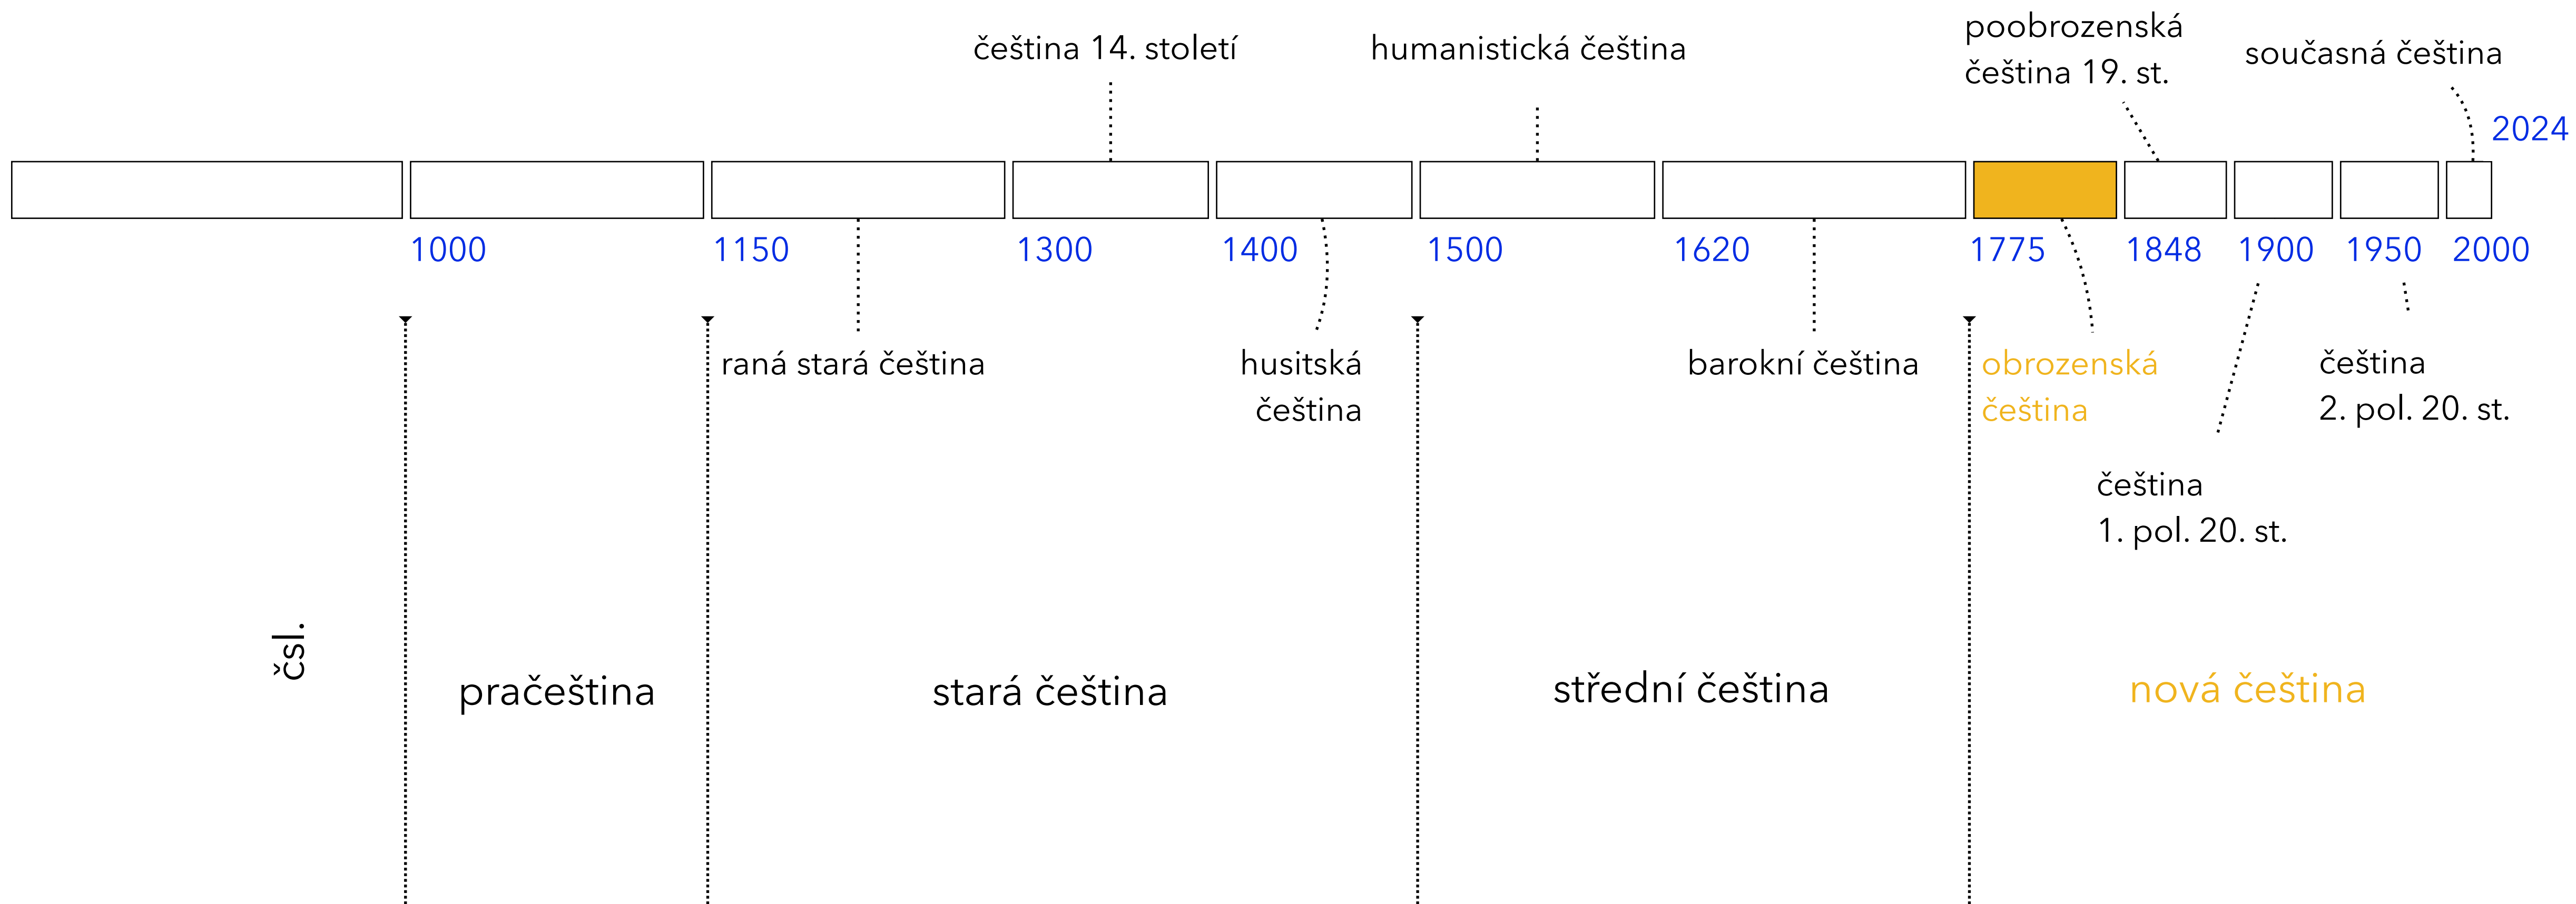 čeština 14. století
humanistická čeština
poobrozenská
čeština 19. st.
současná čeština
2024
1000
1150
1300
1400
1500
1620
1775
1848
1900
1950
2000
raná stará čeština
husitská
čeština
barokní čeština
obrozenská
čeština
čeština
2. pol. 20. st.
čeština
1. pol. 20. st.
čsl.
pračeština
stará čeština
střední čeština
nová čeština